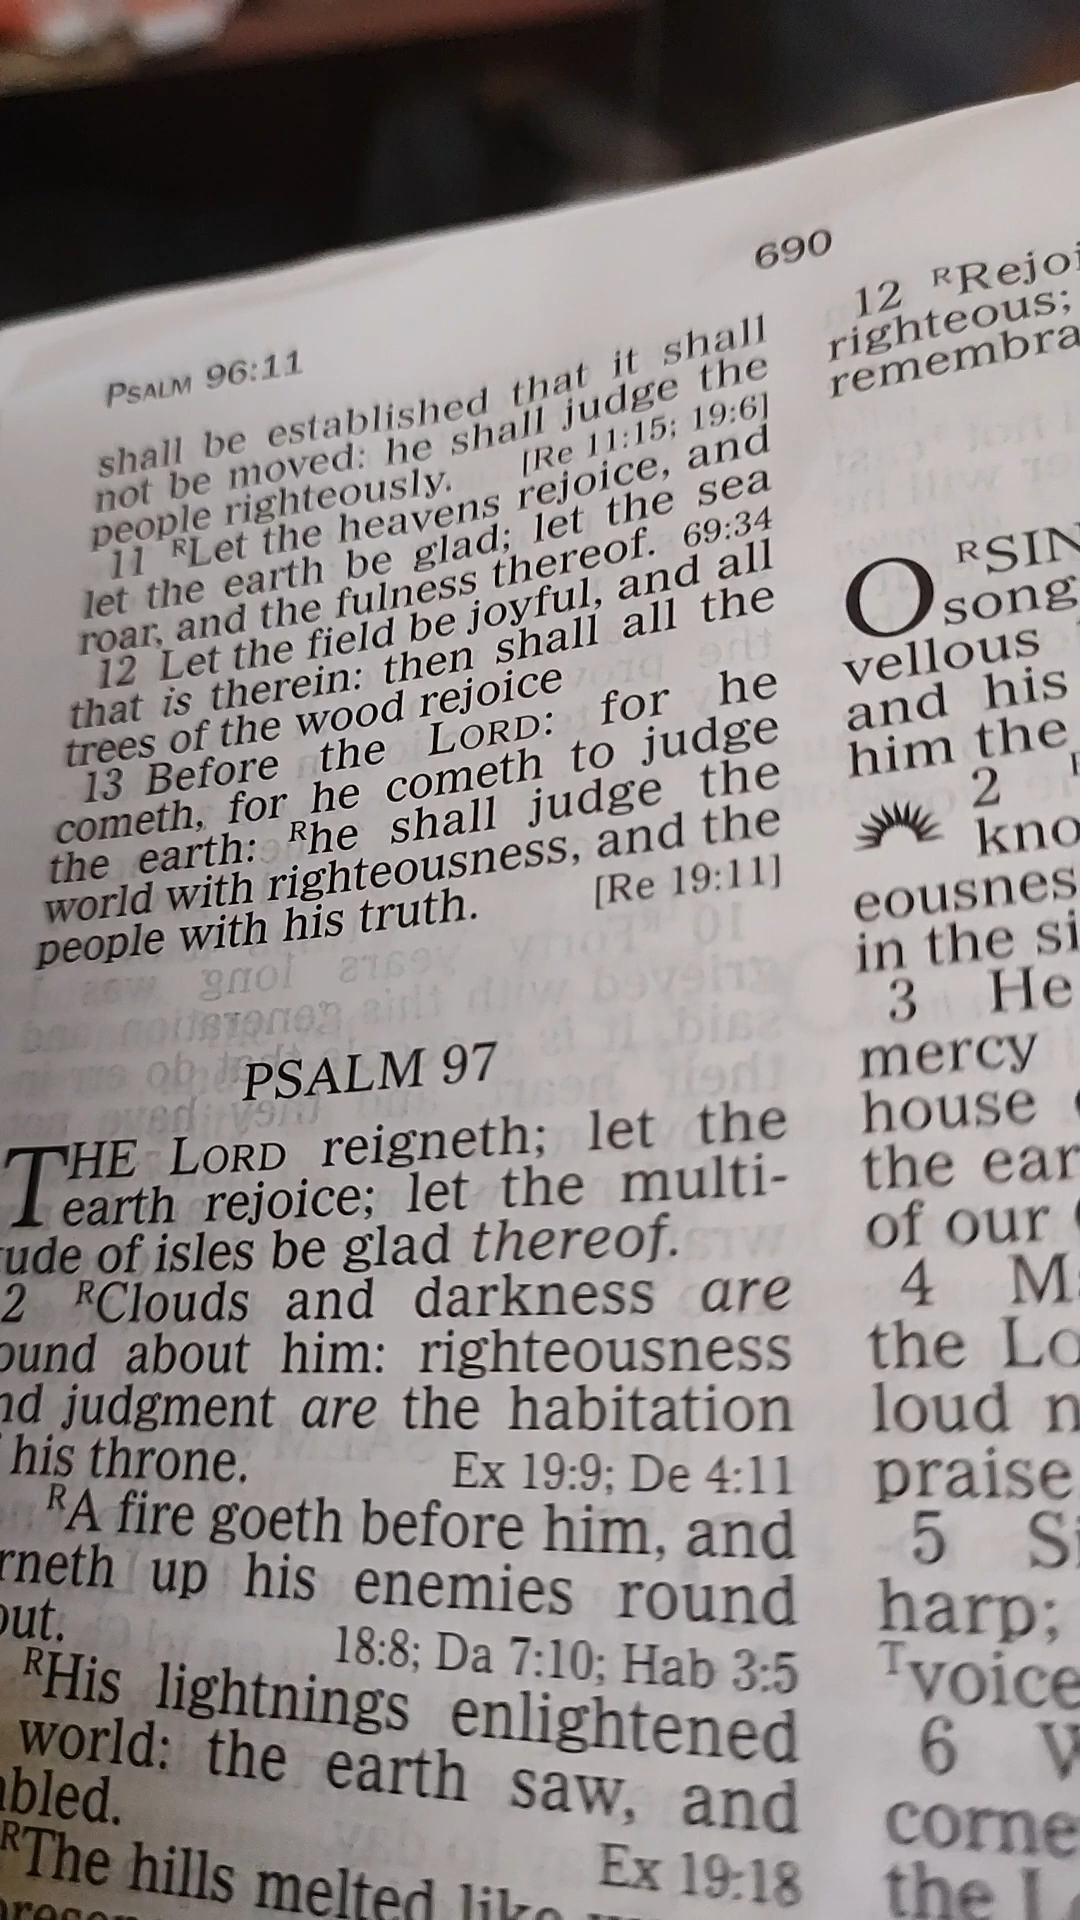 PSALM 96:11
690
shall be established that it shall
not be moved: he shall judge the
people righteously. [Re 11:15; 19:6]
11 RLet the heavens rejoice, and
let the earth be glad; let the sea
roar, and the fulness thereof. 69:34
12 Let the field be joyful, and all
that is therein: then shall all the
trees of the wood rejoice
13 Before the LORD: for he
cometh, for he cometh to judge
the earth: Rhe shall judge the
world with righteousness, and the
people with his truth. [Re 19:11]
PSALM 97
THE LORD reigneth; let the
earth rejoice; let the multi-
ude of isles be glad thereof.
2 RClouds and darkness are
ound about him: righteousness
nd judgment are the habitation
his throne. Ex 19:9; De 4:11
RA fire goeth before him, and
rneth up his enemies round
out. 18:8; Da 7:10; Hab 3:5
RHis lightnings enlightened
world: the earth saw, and
bled.
Ex 19:18
RThe hills melted like
12 RRejoi
righteous;
remembra
O RSIN
song
vellous
and his
him the
2
kno
eousnes
in the si
3 He
mercy
house
the ear
of our
4 M
the Lo
loud n
praise
5 Si
harp;
Tvoice
6
corne
the L